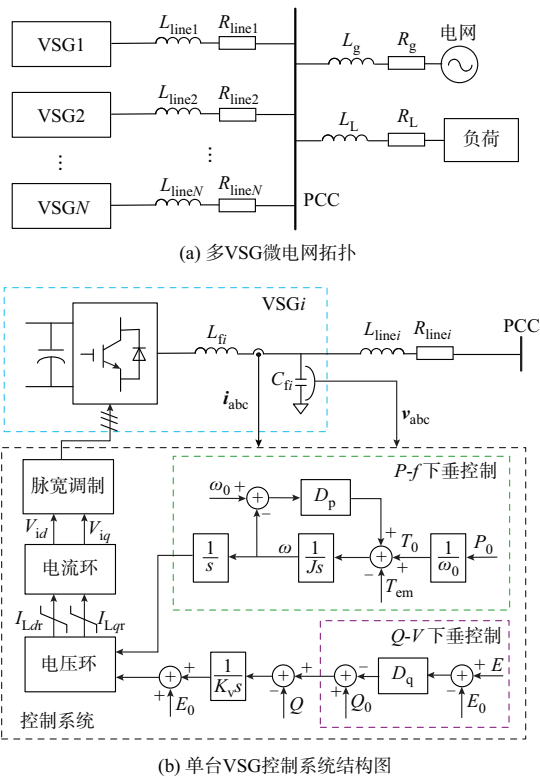 VSG1
L_line1
R_line1
L_g
R_g
电网
VSG2
L_line2
R_line2
L_L
R_L
负荷
⋮
⋮
VSGN
L_lineN
R_lineN
PCC
(a) 多VSG微电网拓扑
VSGi
L_fi
L_linei
R_linei
PCC
C_fi
i_abc
v_abc
P-f下垂控制
脉宽调制
ω_0
+
−
D_p
V_id
V_iq
1/s
ω
1/Js
+
−
+
T_0
1/ω_0
P_0
T_em
电流环
I_Ldr
I_Lqr
Q-V下垂控制
电压环
+
+
E_0
1/K_vs
+
−
Q
−
+
Q_0
D_q
+
−
E
E_0
控制系统
(b) 单台VSG控制系统结构图